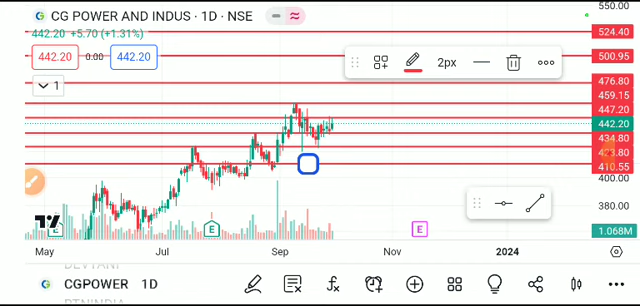 CG POWER AND INDUS · 1D · NSE
442.20 +5.70 (+1.31%)
442.20 0.00 442.20
1
2px
550.00
524.40
500.95
476.80
459.15
447.20
442.20
434.80
410.55
400.00
380.00
1.068M
E E E
May Jul Sep Nov 2024
CGPOWER 1D